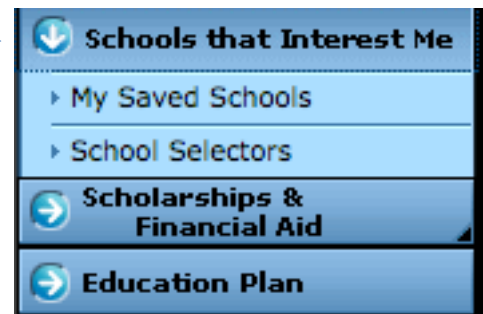 Schools that Interest Me
My Saved Schools
School Selectors
Scholarships &
Financial Aid
Education Plan